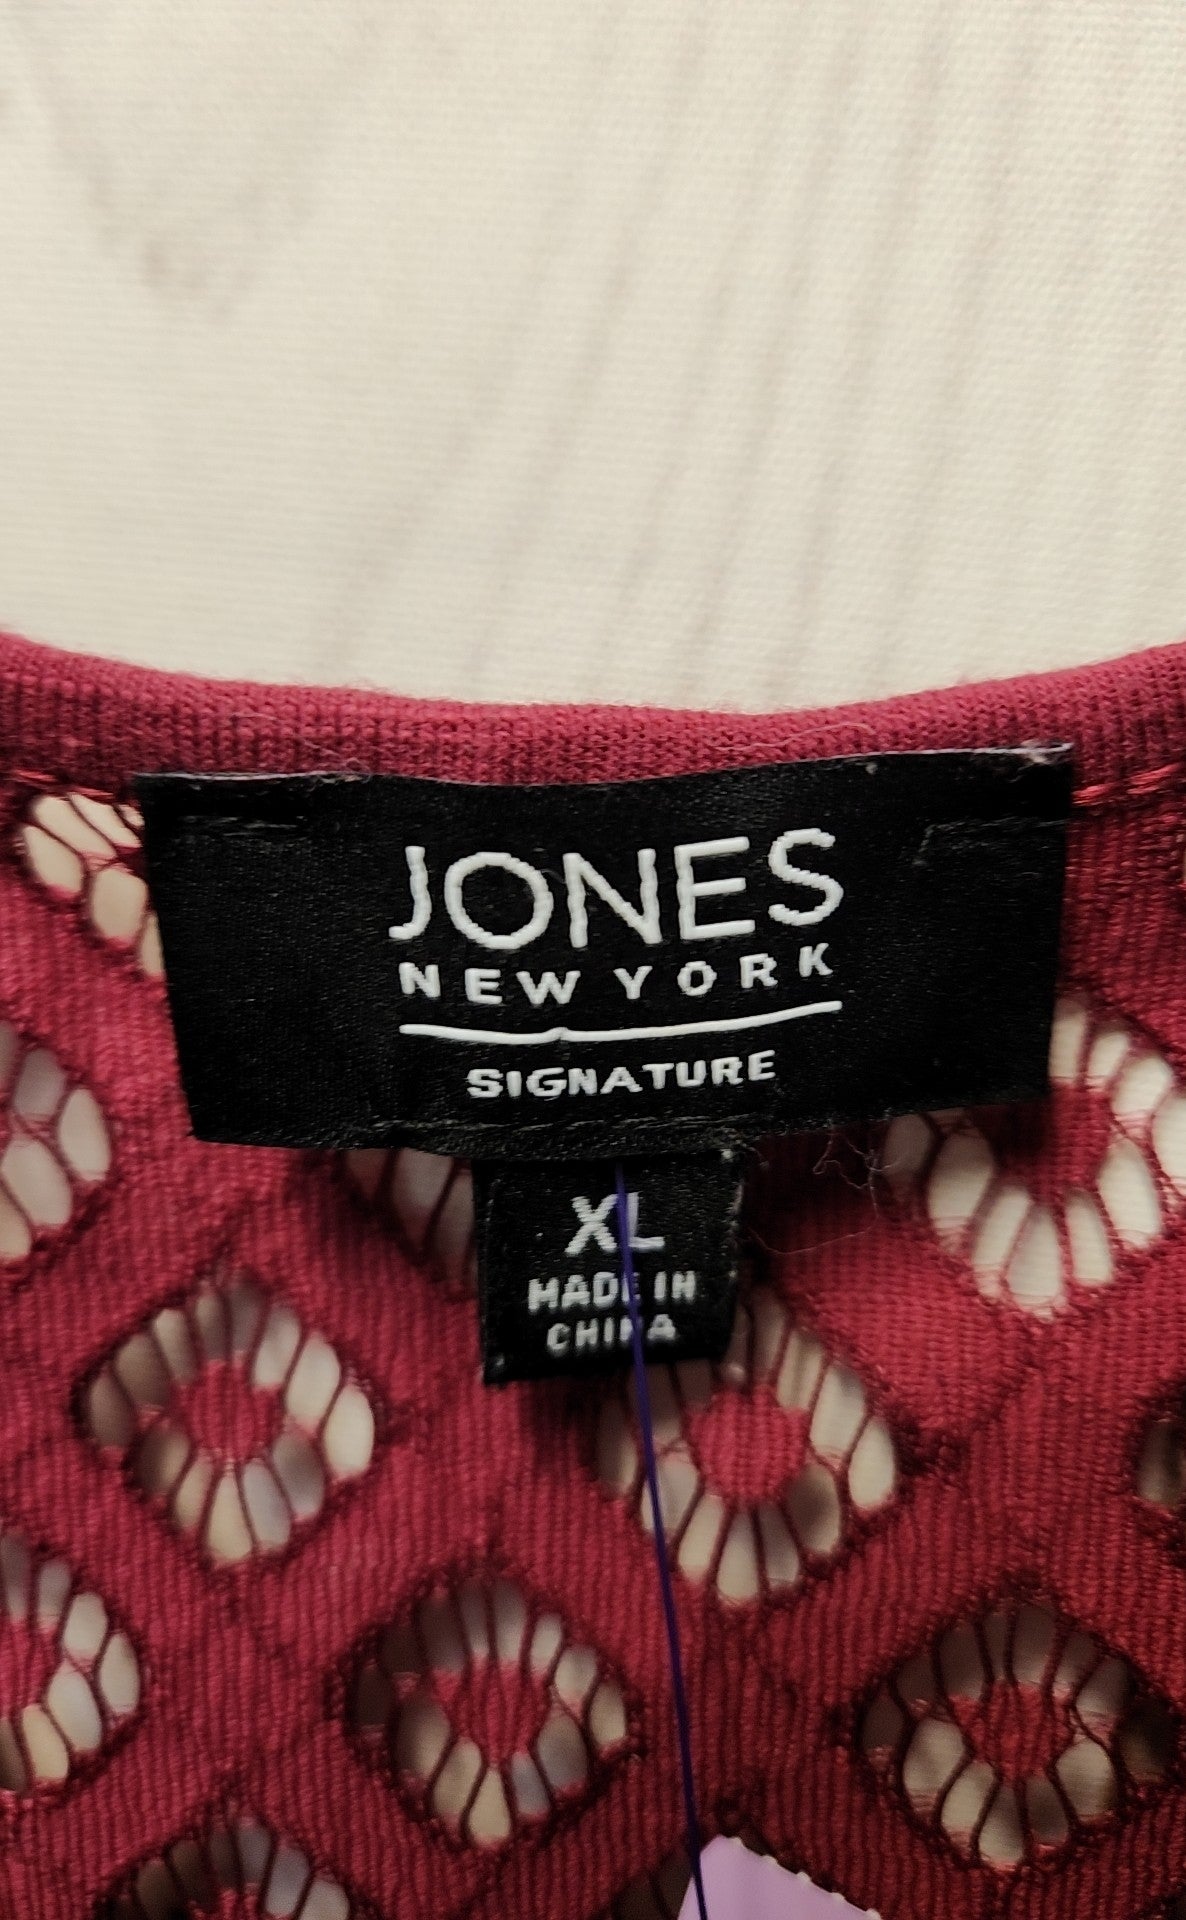 JONES
NEW YORK
SIGNATURE
XL
MADE IN
CHINA